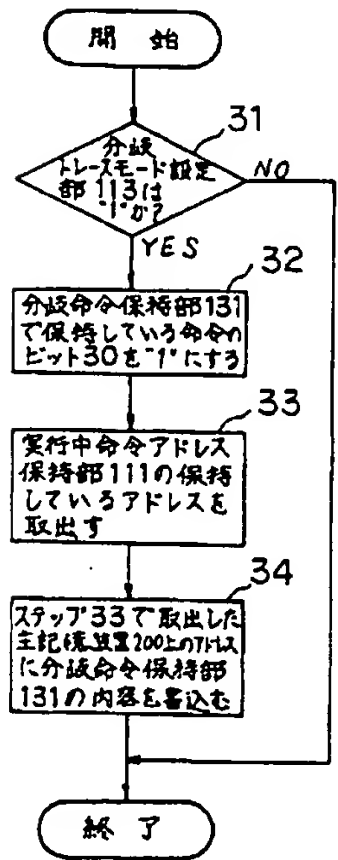 開始
31
分岐
トレースモード設定
部113は
"1"か?
NO
YES
32
分岐命令保持部131
で保持している命令の
ビット30を"1"にする
33
実行中命令アドレス
保持部111の保持
しているアドレスを
取出す
34
ステップ33で取出した
主記憶装置200上のアドレス
に分岐命令保持部
131の内容を書込む
終了